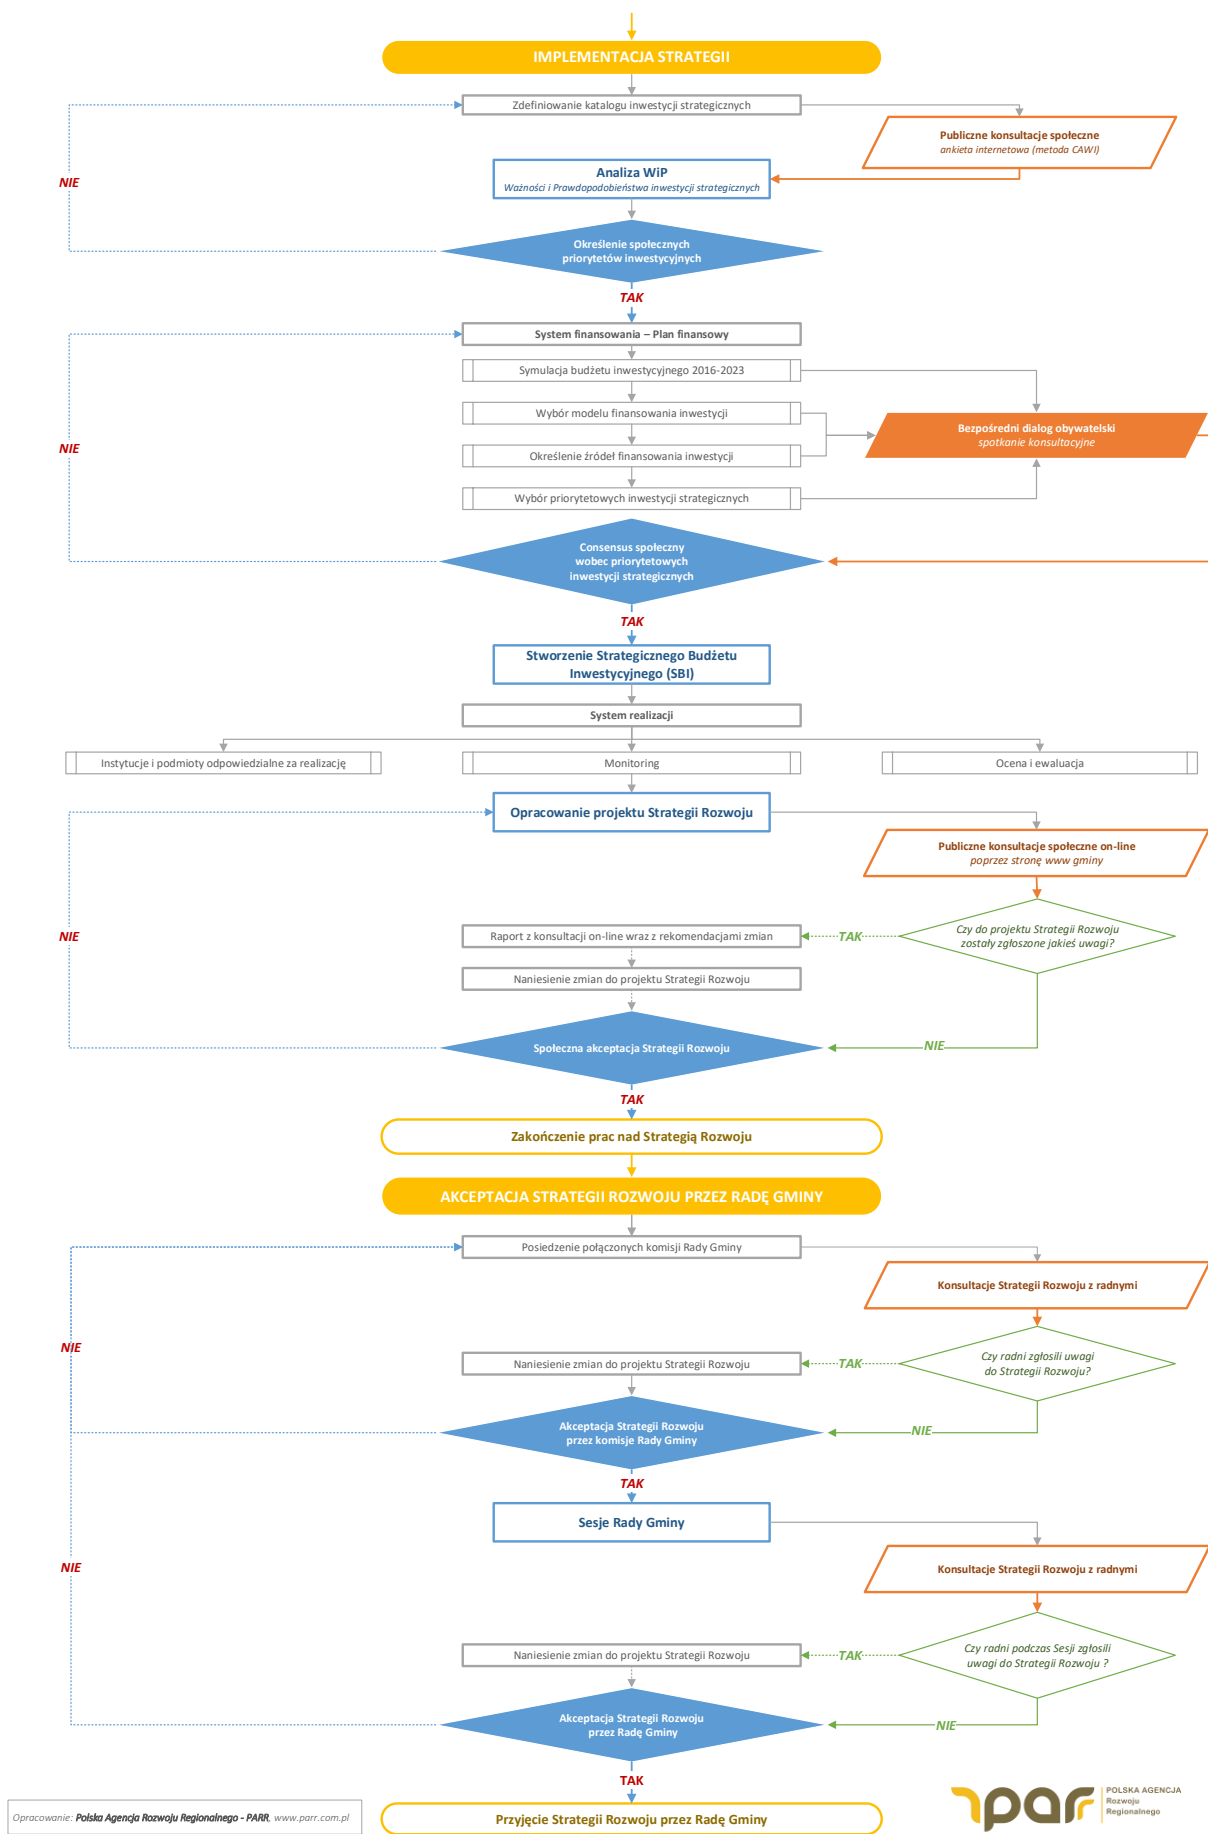 IMPLEMENTACJA STRATEGII
Zdefiniowanie katalogu inwestycji strategicznych
Publiczne konsultacje społeczne
ankieta internetowa (metoda CAWI)
Analiza WiP
Ważności i Prawdopodobieństwa inwestycji strategicznych
NIE
Określenie społecznych
priorytetów inwestycyjnych
TAK
System finansowania – Plan finansowy
Symulacja budżetu inwestycyjnego 2016-2023
Wybór modelu finansowania inwestycji
Bezpośredni dialog obywatelski
spotkanie konsultacyjne
NIE
Określenie źródeł finansowania inwestycji
Wybór priorytetowych inwestycji strategicznych
Consensus społeczny
wobec priorytetowych
inwestycji strategicznych
TAK
Stworzenie Strategicznego Budżetu
Inwestycyjnego (SBI)
System realizacji
Instytucje i podmioty odpowiedzialne za realizację
Monitoring
Ocena i ewaluacja
Opracowanie projektu Strategii Rozwoju
Publiczne konsultacje społeczne on-line
poprzez stronę www gminy
NIE
Raport z konsultacji on-line wraz z rekomendacjami zmian
TAK
Czy do projektu Strategii Rozwoju
zostały zgłoszone jakieś uwagi?
Naniesienie zmian do projektu Strategii Rozwoju
Społeczna akceptacja Strategii Rozwoju
NIE
TAK
Zakończenie prac nad Strategią Rozwoju
AKCEPTACJA STRATEGII ROZWOJU PRZEZ RADĘ GMINY
Posiedzenie połączonych komisji Rady Gminy
Konsultacje Strategii Rozwoju z radnymi
NIE
Naniesienie zmian do projektu Strategii Rozwoju
TAK
Czy radni zgłosili uwagi
do Strategii Rozwoju?
Akceptacja Strategii Rozwoju
przez komisje Rady Gminy
NIE
TAK
Sesje Rady Gminy
NIE
Konsultacje Strategii Rozwoju z radnymi
Naniesienie zmian do projektu Strategii Rozwoju
TAK
Czy radni podczas Sesji zgłosili
uwagi do Strategii Rozwoju ?
Akceptacja Strategii Rozwoju
przez Radę Gminy
NIE
TAK
Przyjęcie Strategii Rozwoju przez Radę Gminy
Opracowanie: Polska Agencja Rozwoju Regionalnego - PARR, www.parr.com.pl
parr
POLSKA AGENCJA
Rozwoju
Regionalnego